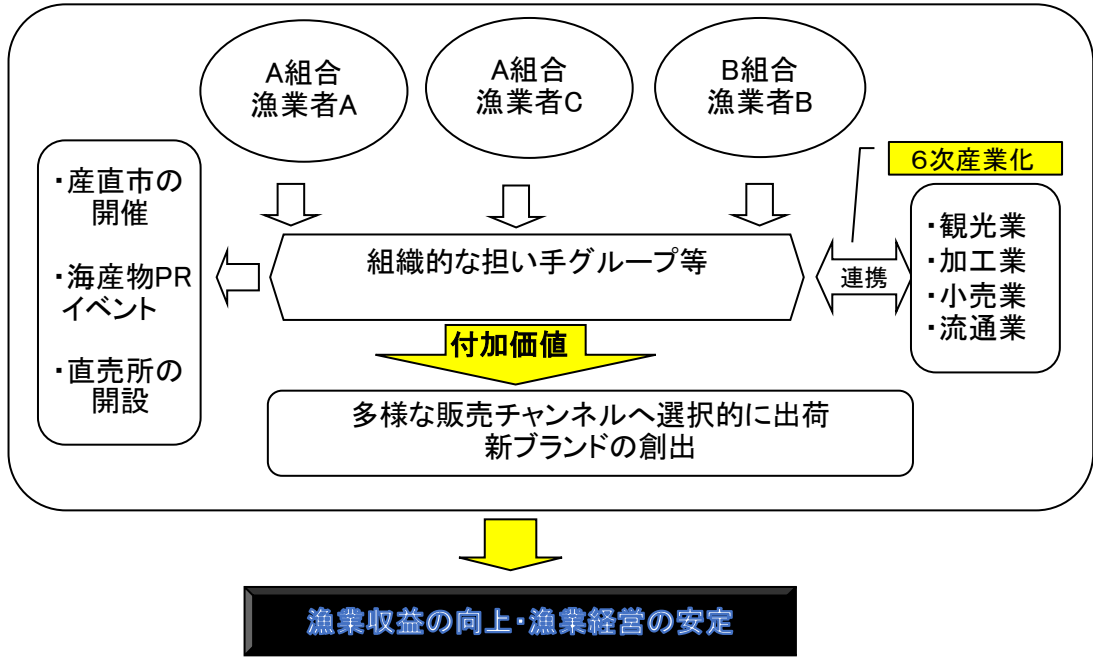 A組合
漁業者A
A組合
漁業者C
B組合
漁業者B
６次産業化
・産直市の
開催
・海産物PR
イベント
・直売所の
開設
組織的な担い手グループ等
連携
・観光業
・加工業
・小売業
・流通業
付加価値
多様な販売チャンネルへ選択的に出荷
新ブランドの創出
漁業収益の向上・漁業経営の安定